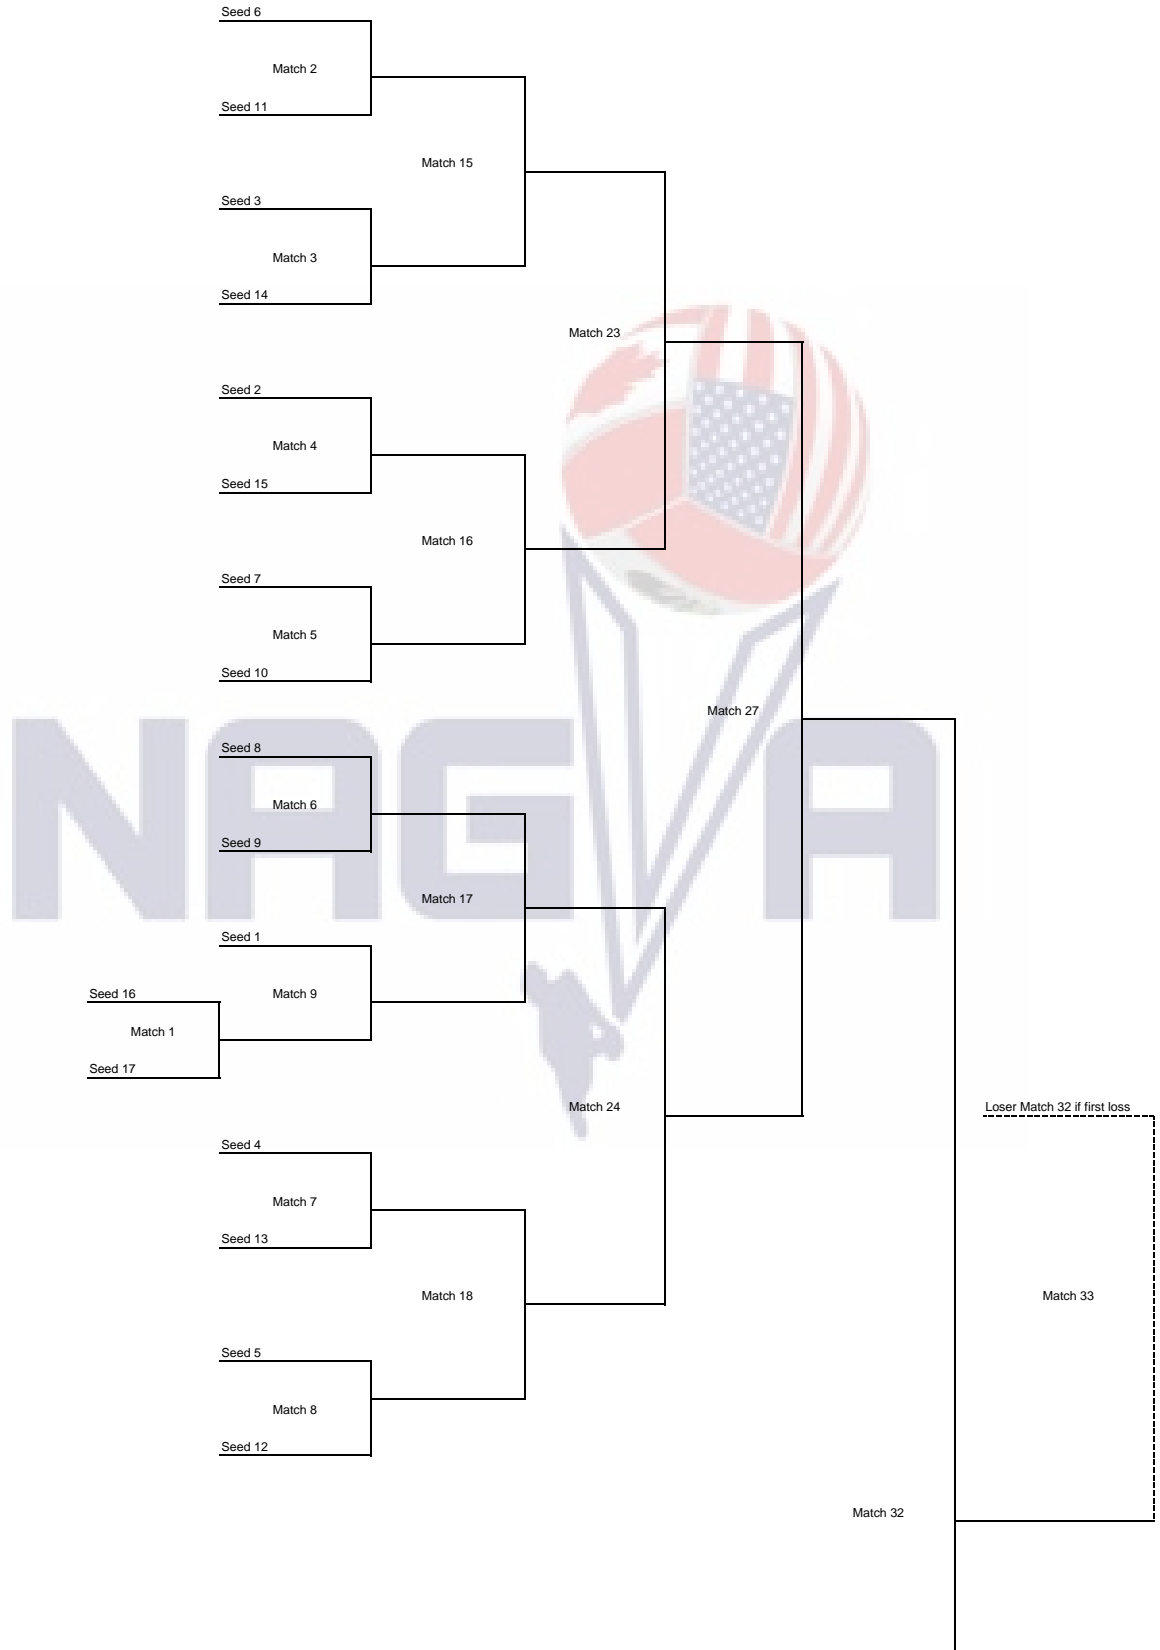 Seed 6
Match 2
Seed 11
Match 15
Seed 3
Match 3
Seed 14
Match 23
Seed 2
Match 4
Seed 15
Match 16
Seed 7
Match 5
Seed 10
Match 27
NAGVA
Seed 8
Match 6
Seed 9
Match 17
Seed 1
Seed 16
Match 9
Match 1
Seed 17
Match 24
Loser Match 32 if first loss
Seed 4
Match 7
Seed 13
Match 18
Match 33
Seed 5
Match 8
Seed 12
Match 32